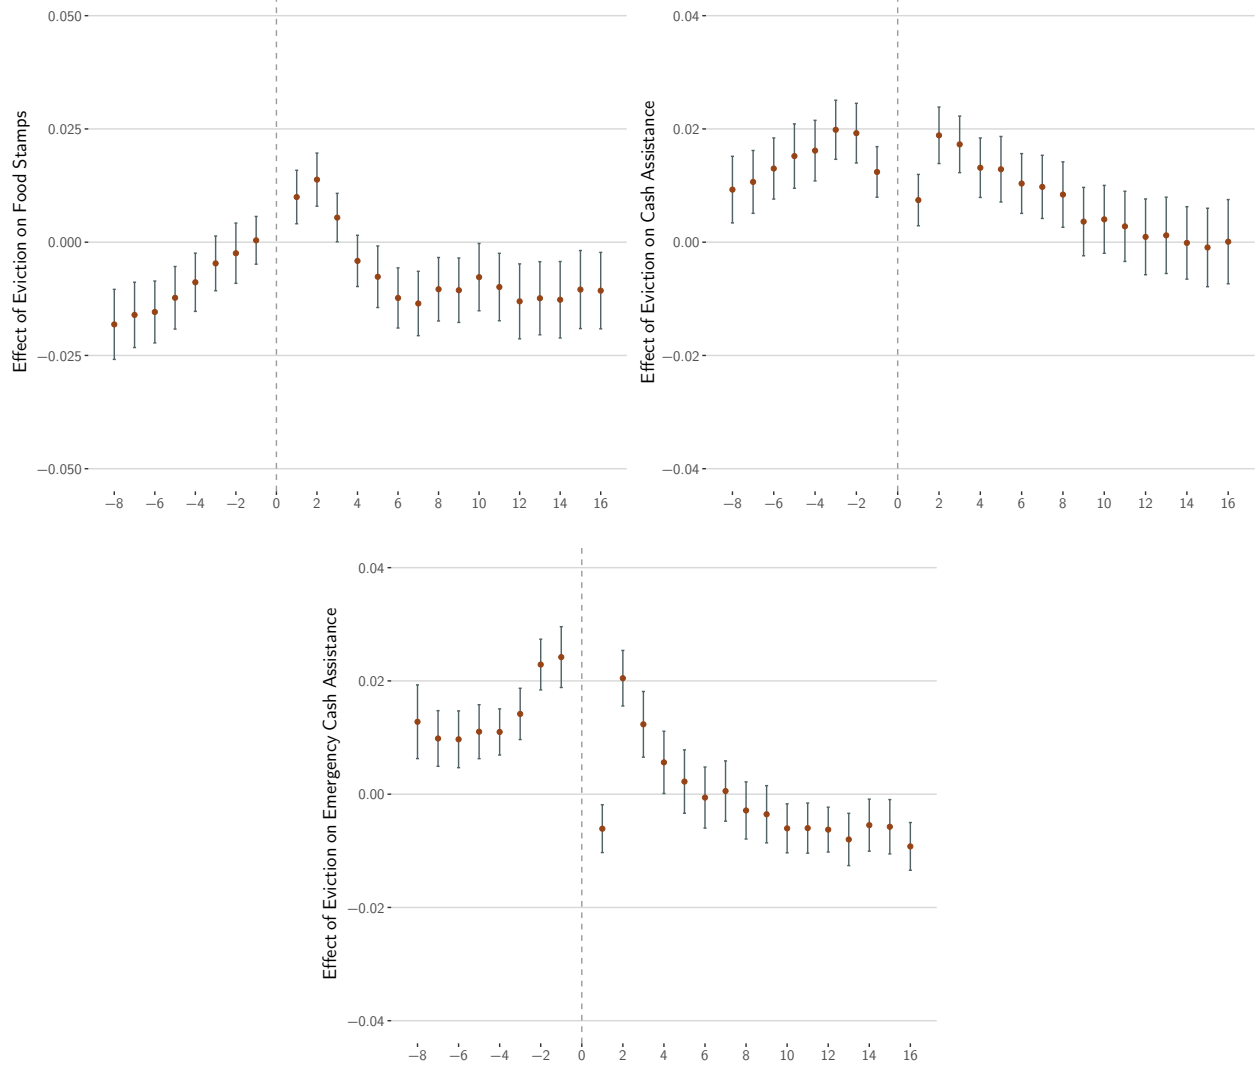 Effect of Eviction on Food Stamps
0.050
0.025
0.000
−0.025
−0.050
−8 −6 −4 −2 0 2 4 6 8 10 12 14 16
Effect of Eviction on Cash Assistance
0.04
0.02
0.00
−0.02
−0.04
−8 −6 −4 −2 0 2 4 6 8 10 12 14 16
Effect of Eviction on Emergency Cash Assistance
0.04
0.02
0.00
−0.02
−0.04
−8 −6 −4 −2 0 2 4 6 8 10 12 14 16